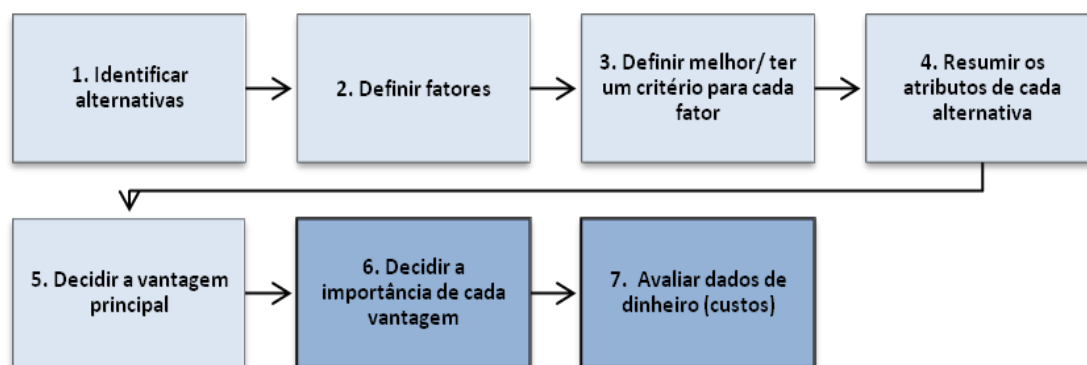 1. Identificar
alternativas
2. Definir fatores
3. Definir melhor/ ter
um critério para cada
fator
4. Resumir os
atributos de cada
alternativa
5. Decidir a vantagem
principal
6. Decidir a
importância de cada
vantagem
7. Avaliar dados de
dinheiro (custos)